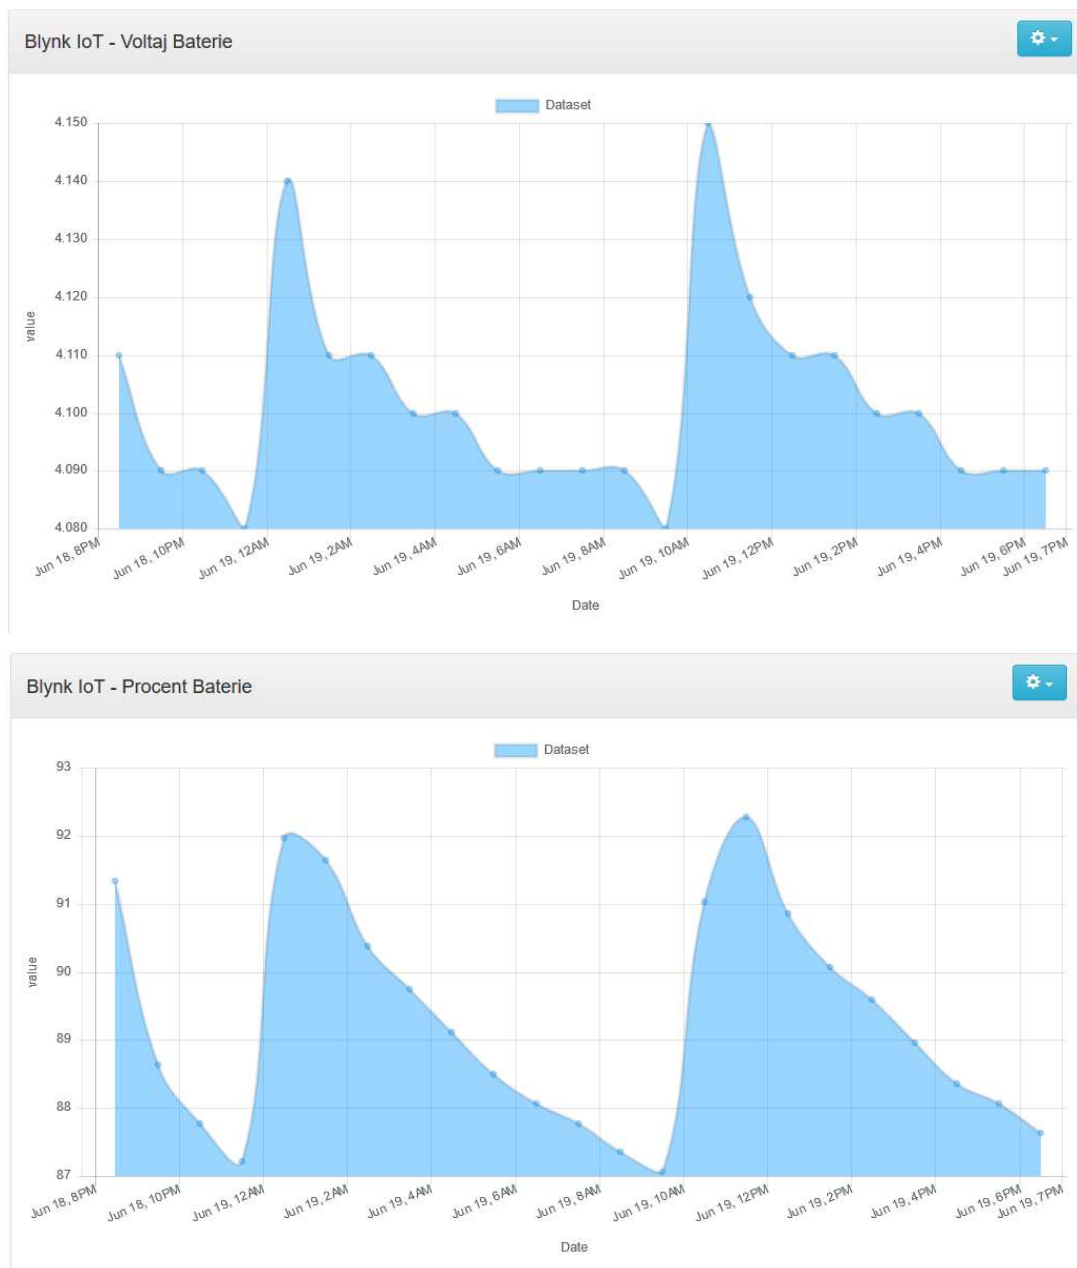 Blynk IoT - Voltaj Baterie
Dataset
4.150
4.140
4.130
4.120
4.110
4.100
4.090
4.080
value
Jun 18, 8PM
Jun 18, 10PM
Jun 19, 12AM
Jun 19, 2AM
Jun 19, 4AM
Jun 19, 6AM
Jun 19, 8AM
Jun 19, 10AM
Jun 19, 12PM
Jun 19, 2PM
Jun 19, 4PM
Jun 19, 6PM
Jun 19, 7PM
Date
Blynk IoT - Procent Baterie
Dataset
93
92
91
90
89
88
87
value
Jun 18, 8PM
Jun 18, 10PM
Jun 19, 12AM
Jun 19, 2AM
Jun 19, 4AM
Jun 19, 6AM
Jun 19, 8AM
Jun 19, 10AM
Jun 19, 12PM
Jun 19, 2PM
Jun 19, 4PM
Jun 19, 6PM
Jun 19, 7PM
Date